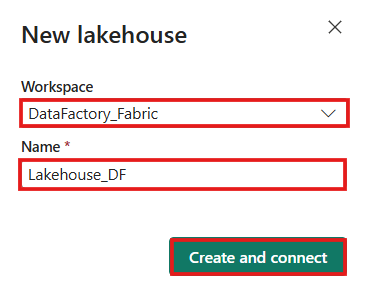 New lakehouse
Workspace
DataFactory_Fabric
Name *
Lakehouse_DF
Create and connect